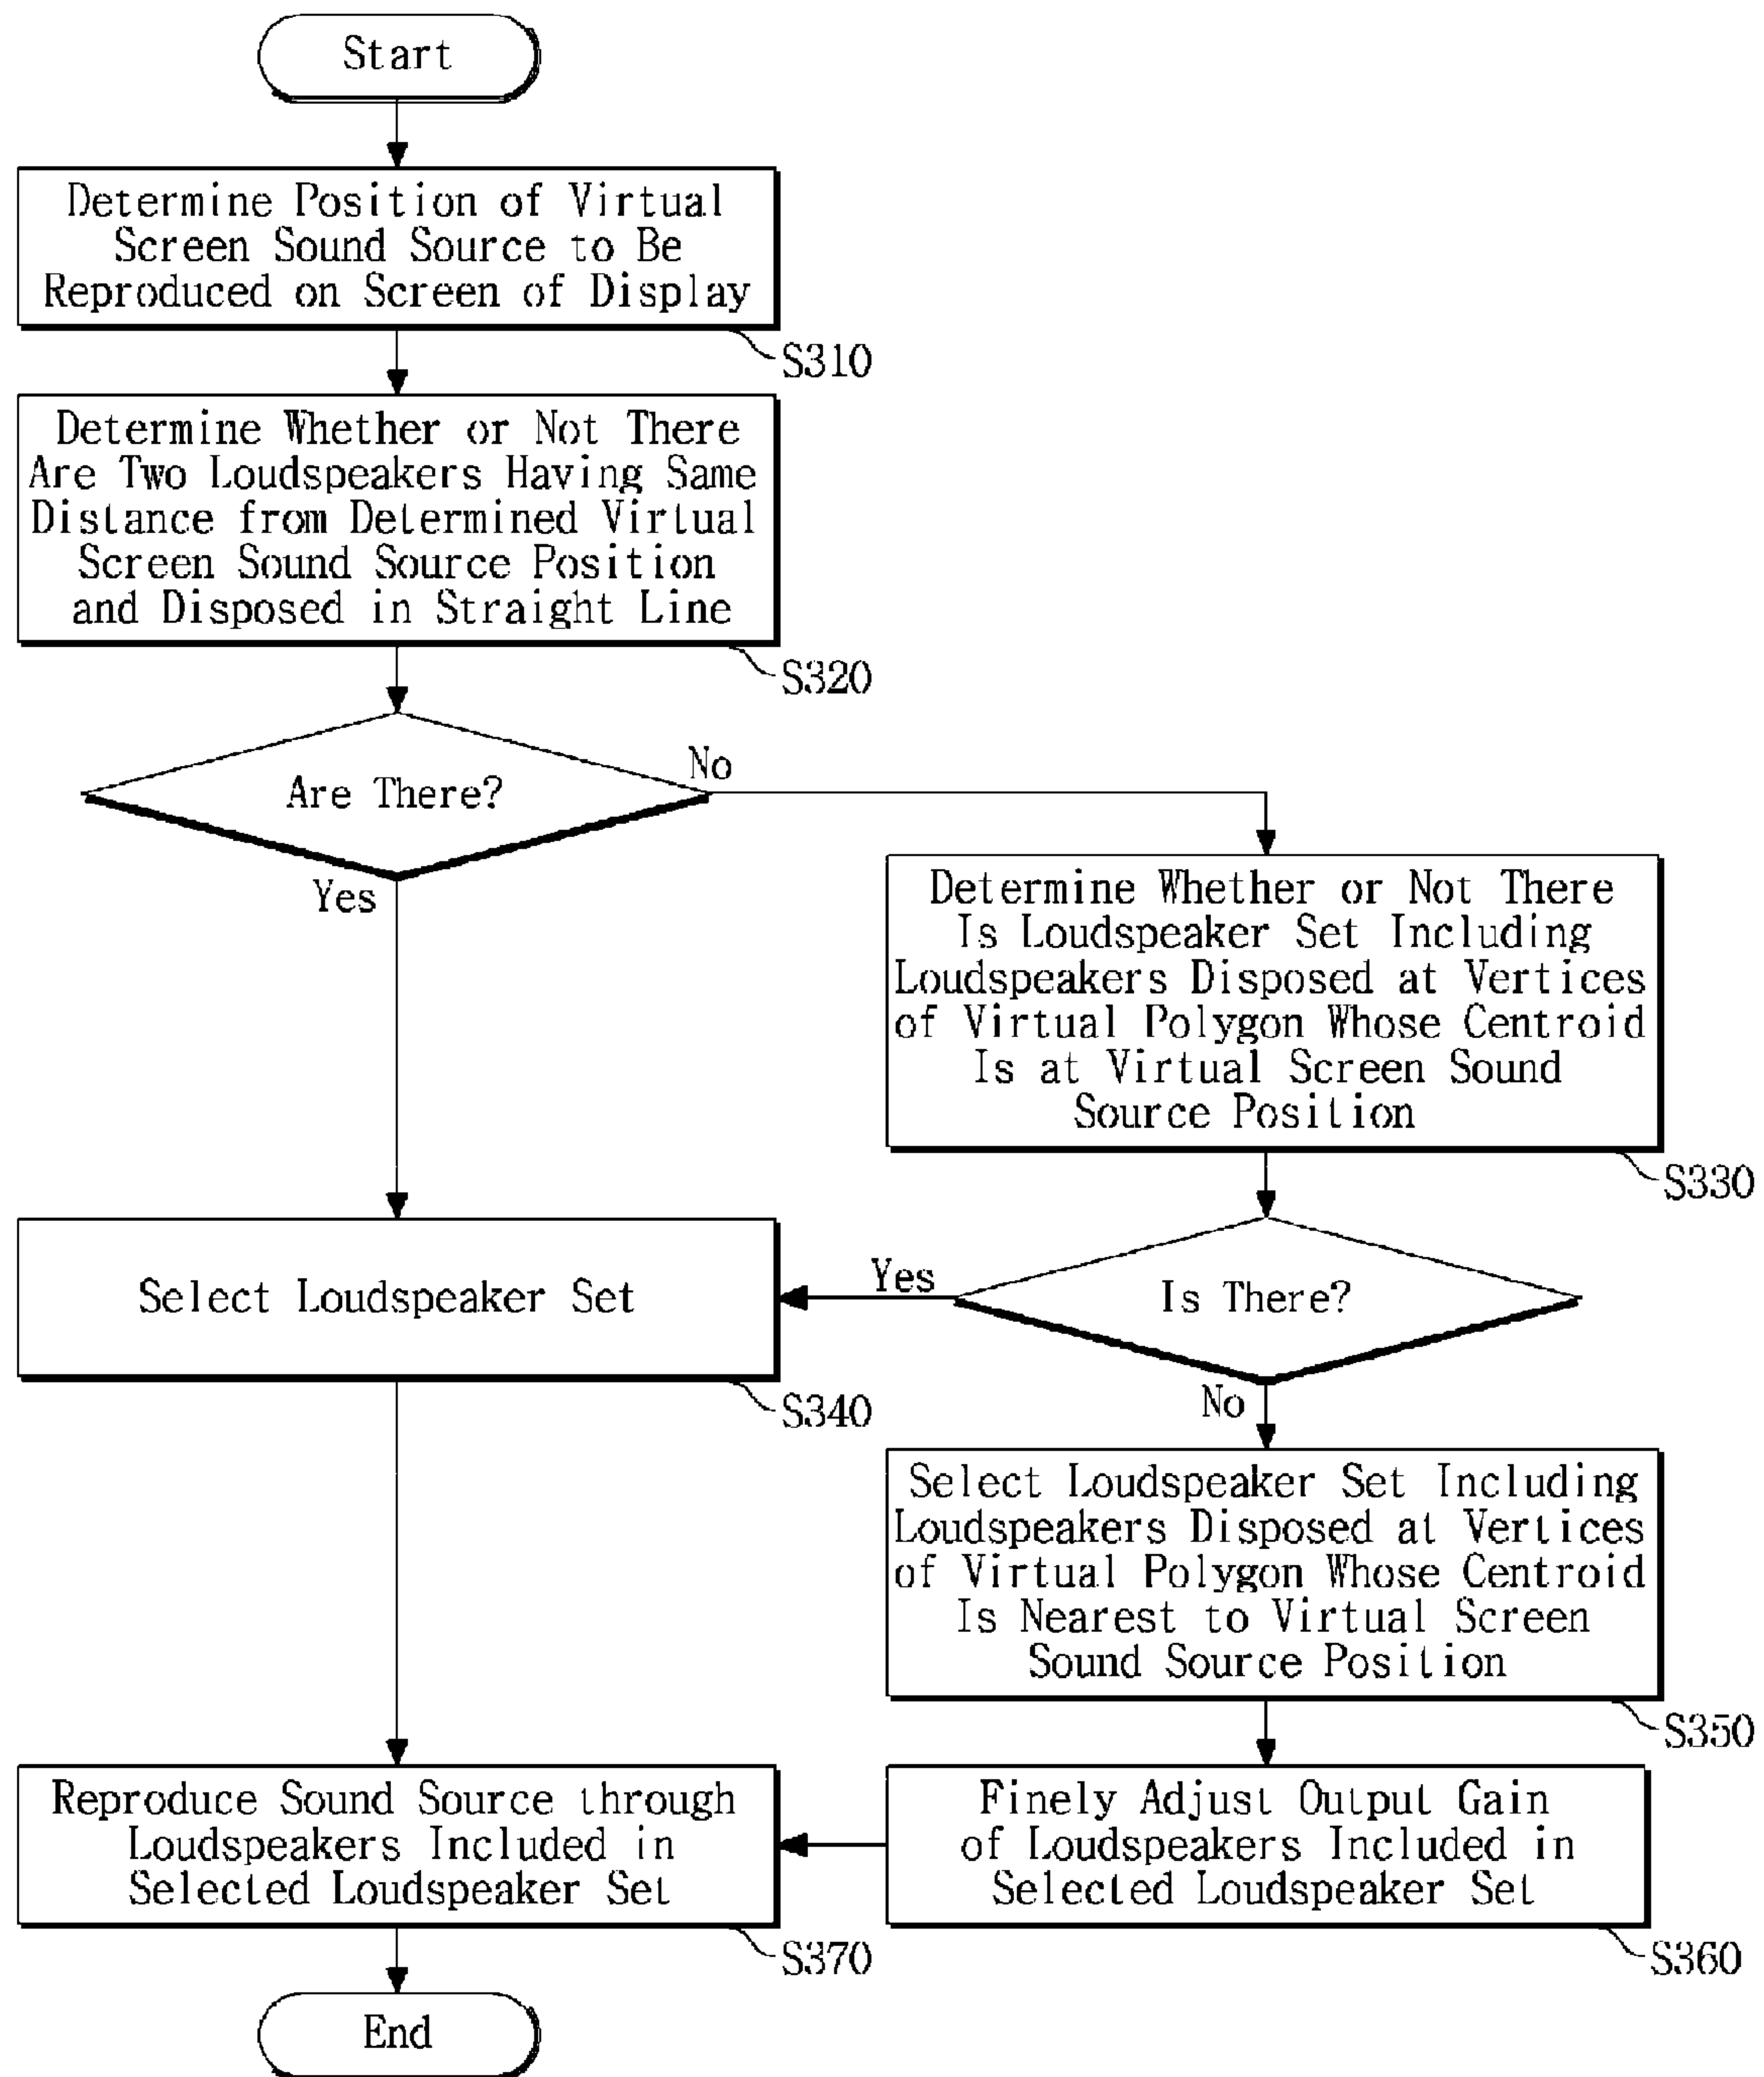 Start
Determine Position of Virtual
Screen Sound Source to Be
Reproduced on Screen of Display
S310
Determine Whether or Not There
Are Two Loudspeakers Having Same
Distance from Determined Virtual
Screen Sound Source Position
and Disposed in Straight Line
S320
Are There?
No
Yes
Determine Whether or Not There
Is Loudspeaker Set Including
Loudspeakers Disposed at Vertices
of Virtual Polygon Whose Centroid
Is at Virtual Screen Sound
Source Position
S330
Is There?
Yes
No
Select Loudspeaker Set
S340
Select Loudspeaker Set Including
Loudspeakers Disposed at Vertices
of Virtual Polygon Whose Centroid
Is Nearest to Virtual Screen
Sound Source Position
S350
Finely Adjust Output Gain
of Loudspeakers Included in
Selected Loudspeaker Set
S360
Reproduce Sound Source through
Loudspeakers Included in
Selected Loudspeaker Set
S370
End